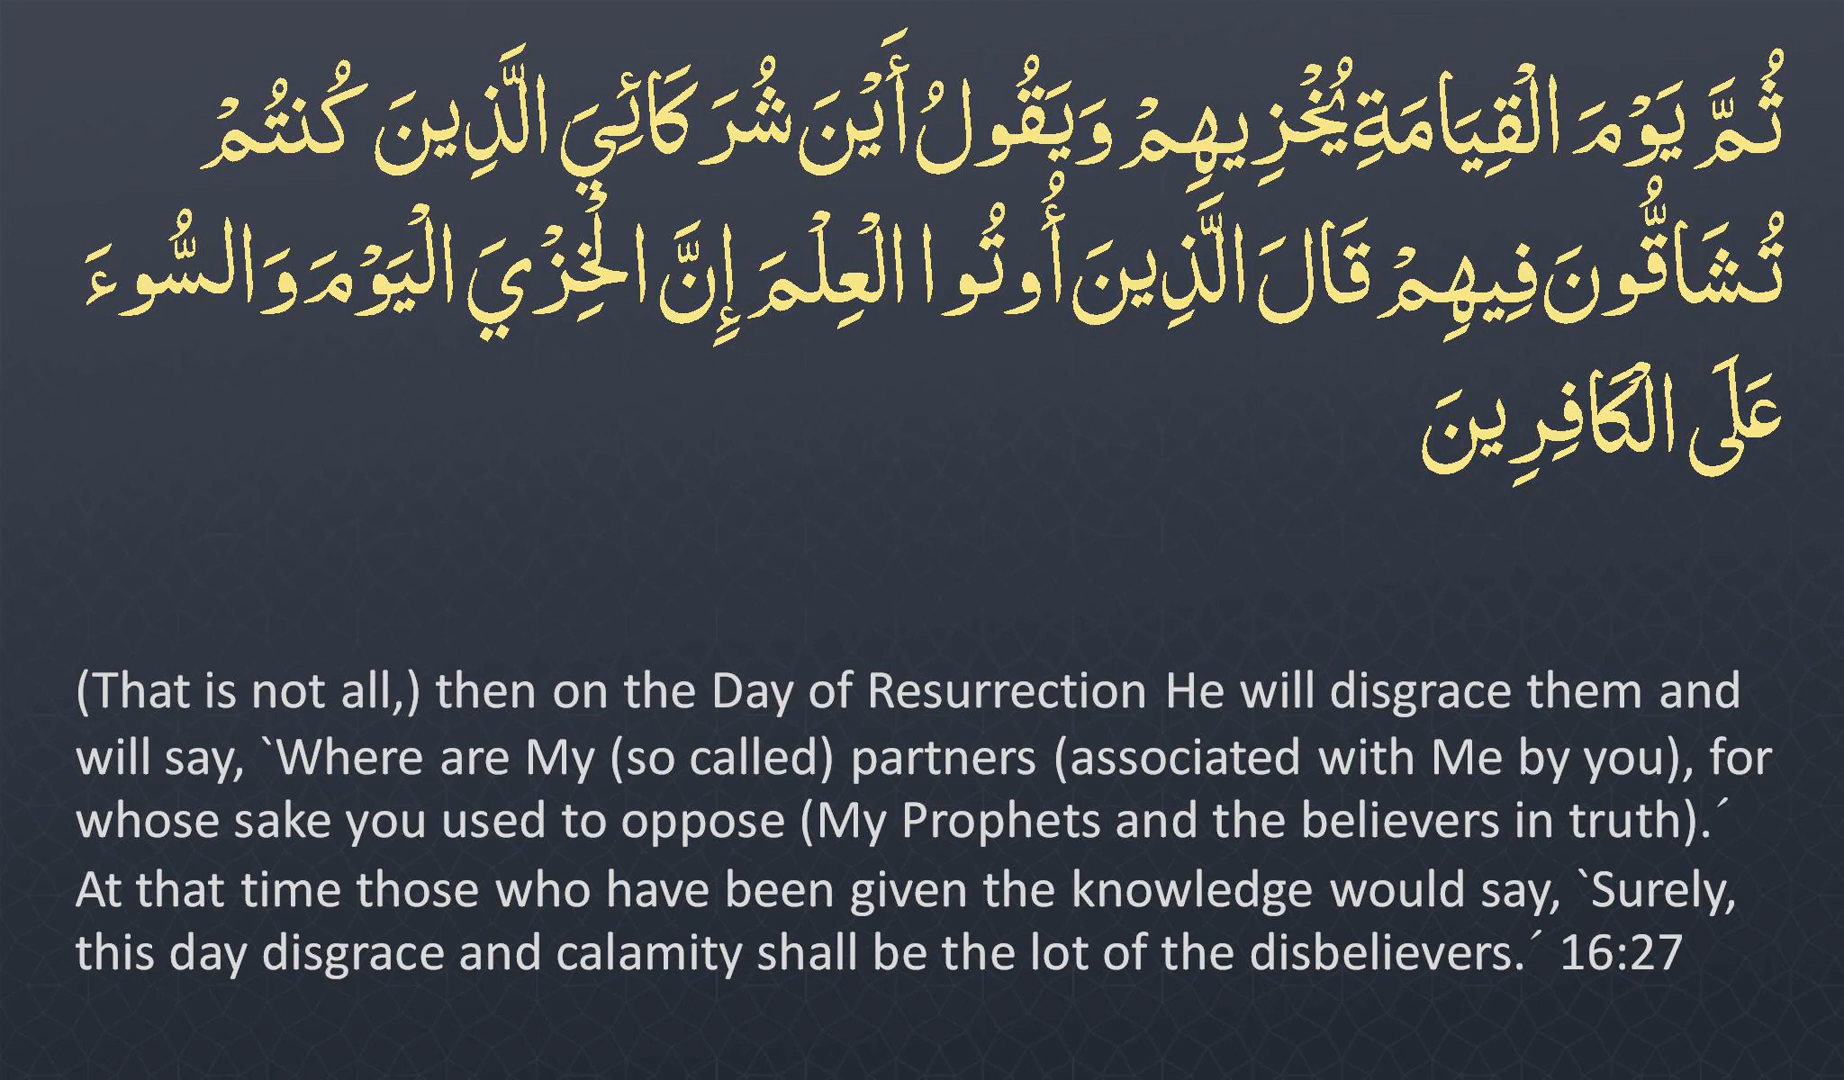 ثُمَّ يَوْمَ الْقِيَامَةِ يُخْزِيهِمْ وَيَقُولُ أَيْنَ شُرَكَائِيَ الَّذِينَ كُنتُمْ
تُشَاقُّونَ فِيهِمْ قَالَ الَّذِينَ أُوتُوا الْعِلْمَ إِنَّ الْخِزْيَ الْيَوْمَ وَالسُّوءَ
عَلَى الْكَافِرِينَ
(That is not all,) then on the Day of Resurrection He will disgrace them and
will say, `Where are My (so called) partners (associated with Me by you), for
whose sake you used to oppose (My Prophets and the believers in truth).´
At that time those who have been given the knowledge would say, `Surely,
this day disgrace and calamity shall be the lot of the disbelievers.´ 16:27